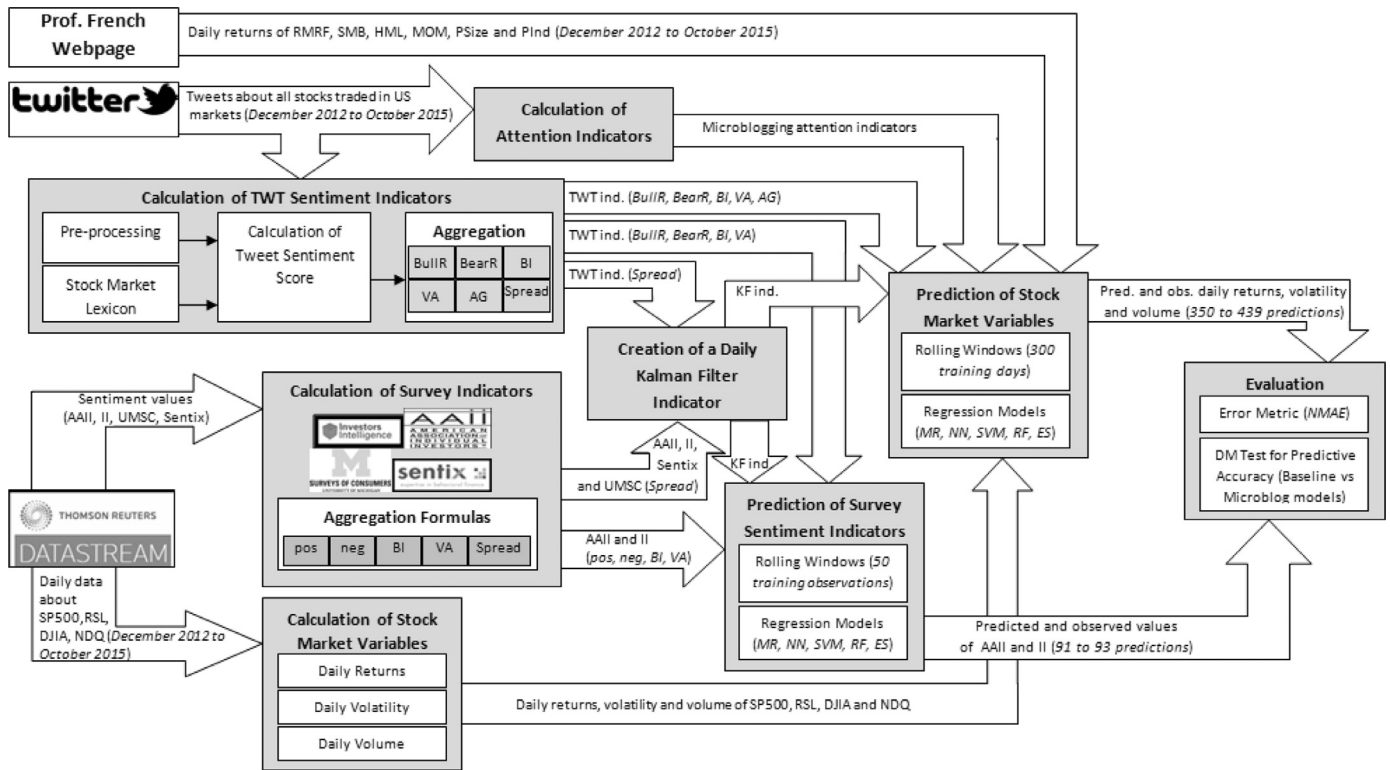 Prof. French
Webpage
Daily returns of RMRF, SMB, HML, MOM, PSize and PInd (December 2012 to October 2015)
twitter
Tweets about all stocks traded in US
markets (December 2012 to October 2015)
Calculation of
Attention Indicators
Microblogging attention indicators
Calculation of TWT Sentiment Indicators
Pre-processing
Stock Market
Lexicon
Calculation of
Tweet Sentiment
Score
Aggregation
BullR BearR BI
VA AG Spread
TWT ind. (BullR, BearR, BI, VA, AG)
TWT ind. (BullR, BearR, BI, VA)
TWT ind. (Spread)
KF ind.
Creation of a Daily
Kalman Filter
Indicator
Prediction of Stock
Market Variables
Rolling Windows (300
training days)
Regression Models
(MR, NN, SVM, RF, ES)
Pred. and obs. daily returns, volatility
and volume (350 to 439 predictions)
Evaluation
Error Metric (NMAE)
DM Test for Predictive
Accuracy (Baseline vs
Microblog models)
Sentiment values
(AAII, II, UMSC, Sentix)
Calculation of Survey Indicators
Investors
Intelligence
AAII
AMERICAN
ASSOCIATION OF
INDIVIDUAL
INVESTORS
M
SURVEYS OF CONSUMERS
UNIVERSITY OF MICHIGAN
sentix
expertise in behavioral finance
Aggregation Formulas
pos neg BI VA Spread
AAII, II,
Sentix
and UMSC (Spread)
KF ind
AAII and II
(pos, neg, BI, VA)
Prediction of Survey
Sentiment Indicators
Rolling Windows (50
training observations)
Regression Models
(MR, NN, SVM, RF, ES)
Predicted and observed values
of AAII and II (91 to 93 predictions)
THOMSON REUTERS
DATASTREAM
Daily data
about
SP500,RSL,
DJIA, NDQ (December 2012 to
October 2015)
Calculation of Stock
Market Variables
Daily Returns
Daily Volatility
Daily Volume
Daily returns, volatility and volume of SP500, RSL, DJIA and NDQ